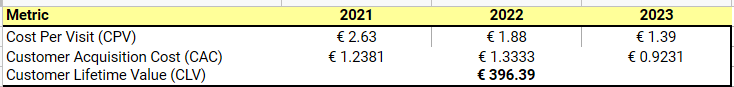 Metric 2021 2022 2023
Cost Per Visit (CPV) € 2.63 € 1.88 € 1.39
Customer Acquisition Cost (CAC) € 1.2381 € 1.3333 € 0.9231
Customer Lifetime Value (CLV) € 396.39